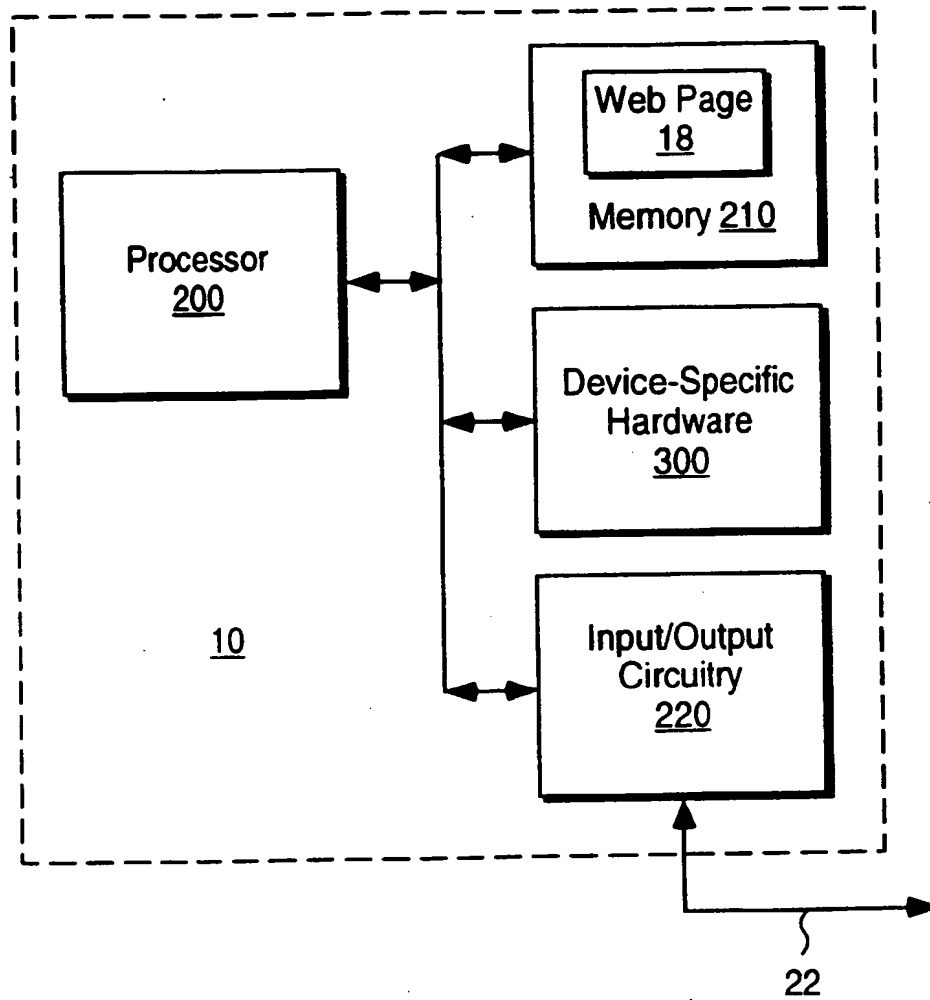 Web Page
18
Memory 210
Processor
200
Device-Specific
Hardware
300
10
Input/Output
Circuitry
220
22